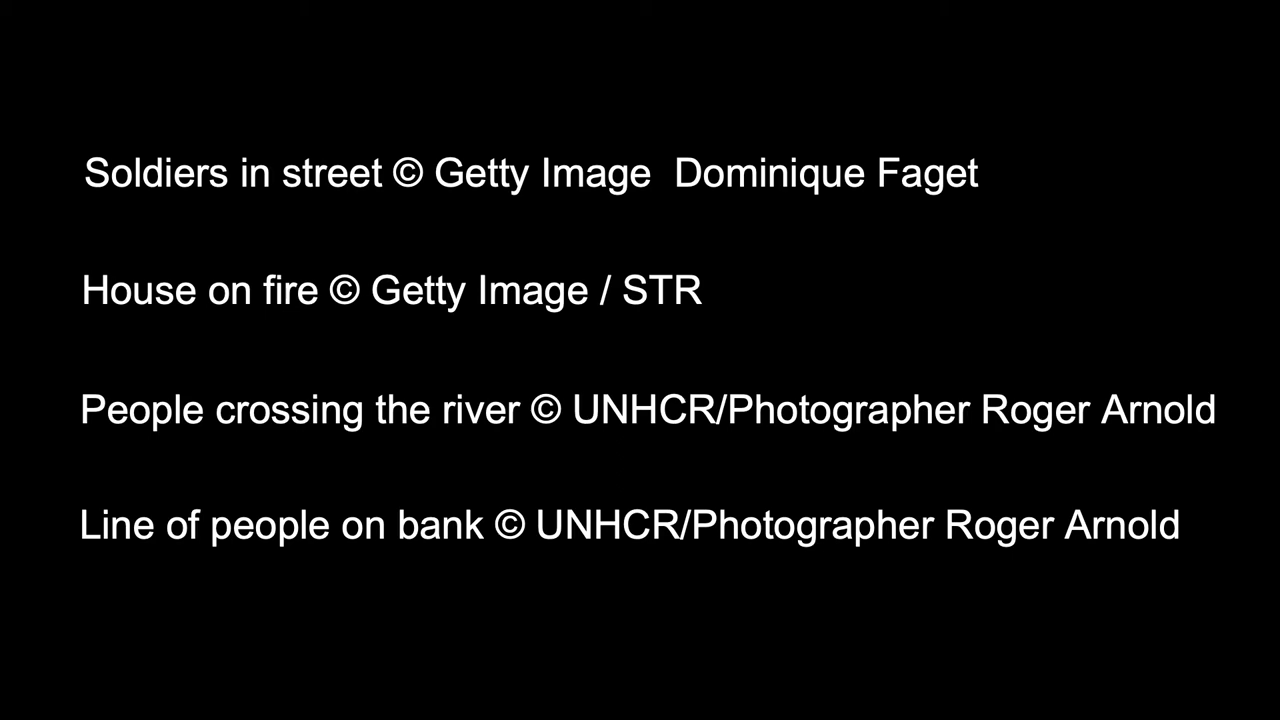 Soldiers in street © Getty Image  Dominique Faget
House on fire © Getty Image / STR
People crossing the river © UNHCR/Photographer Roger Arnold
Line of people on bank © UNHCR/Photographer Roger Arnold